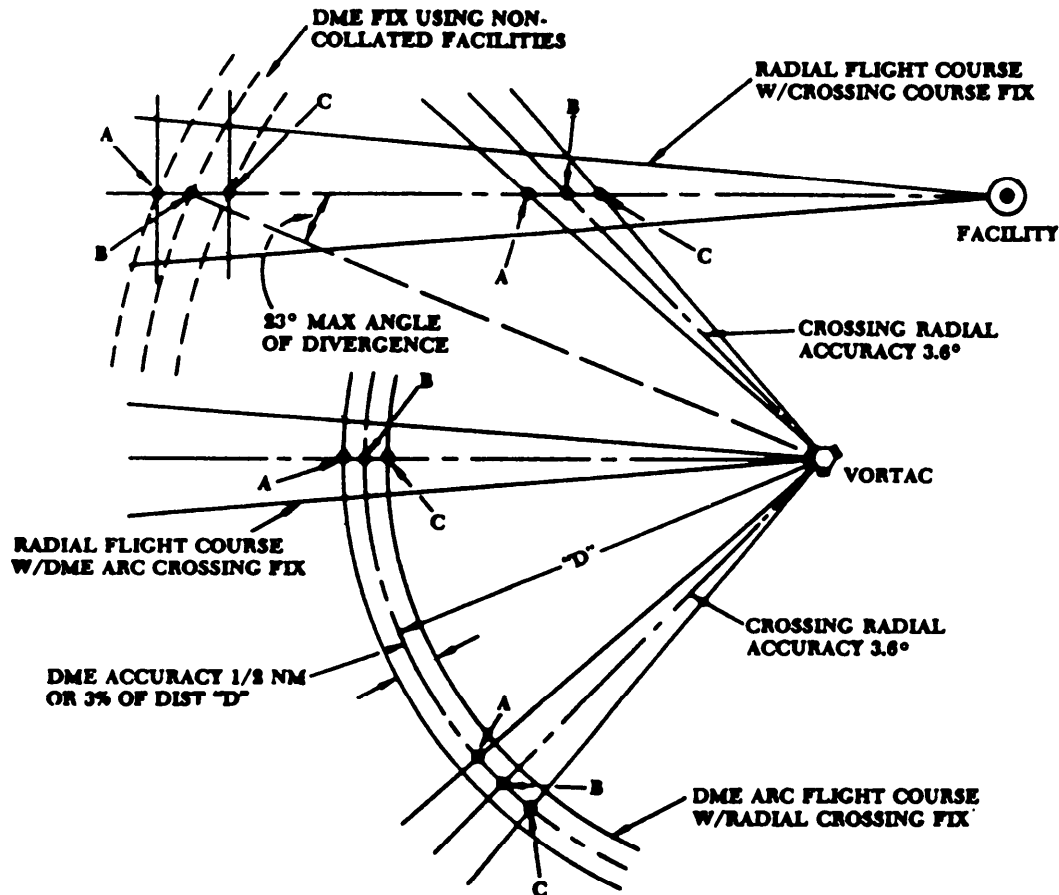 DME FIX USING NON-
COLLATED FACILITIES
RADIAL FLIGHT COURSE
W/CROSSING COURSE FIX
A
C
B
B
A
C
FACILITY
23° MAX ANGLE
OF DIVERGENCE
CROSSING RADIAL
ACCURACY 3.6°
B
A
C
VORTAC
RADIAL FLIGHT COURSE
W/DME ARC CROSSING FIX
"D"
CROSSING RADIAL
ACCURACY 3.6°
DME ACCURACY 1/2 NM
OR 3% OF DIST "D"
A
B
C
DME ARC FLIGHT COURSE
W/RADIAL CROSSING FIX